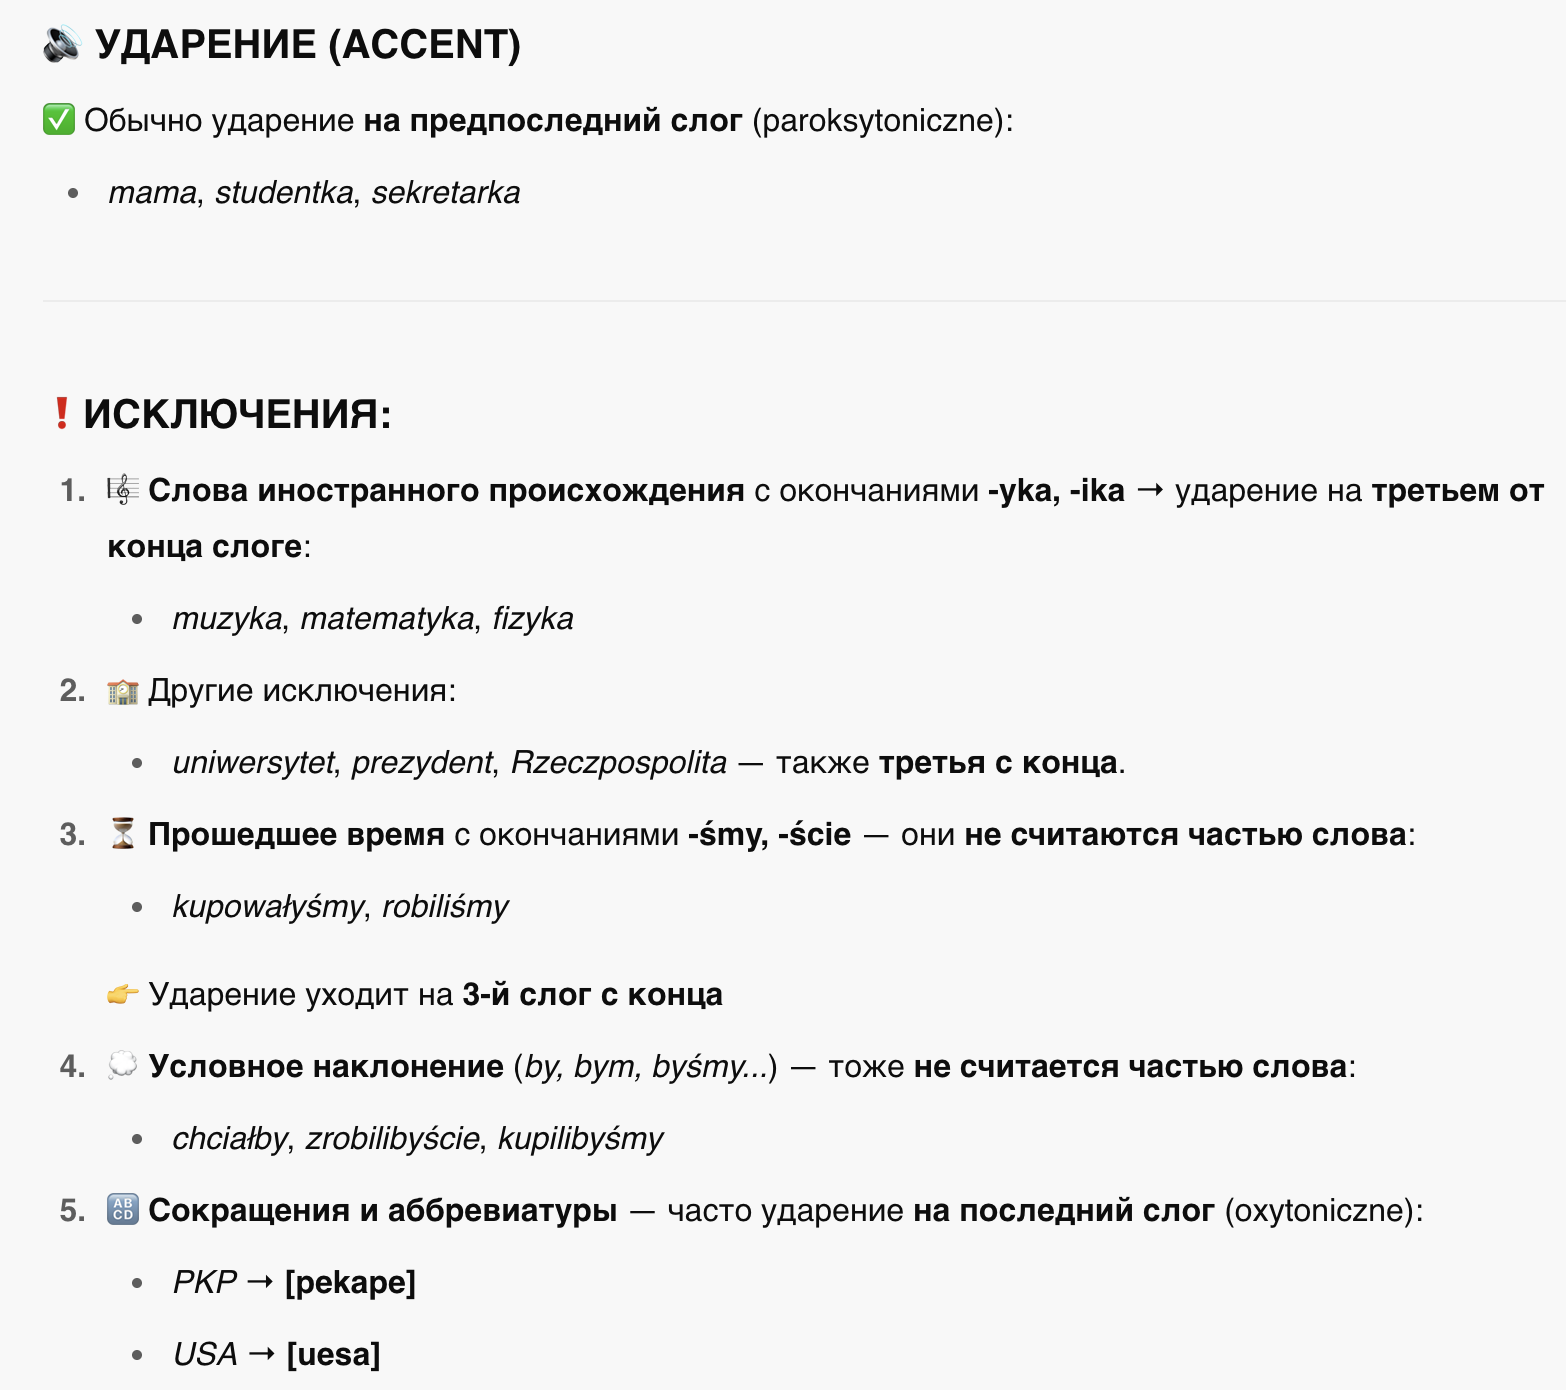 🔊 УДАРЕНИЕ (ACCENT)
✅ Обычно ударение на предпоследний слог (paroksytoniczne):
• mama, studentka, sekretarka
❗ ИСКЛЮЧЕНИЯ:
1. 🎼 Слова иностранного происхождения с окончаниями -yka, -ika → ударение на третьем от
конца слоге:
• muzyka, matematyka, fizyka
2. 🏫 Другие исключения:
• uniwersytet, prezydent, Rzeczpospolita — также третья с конца.
3. ⏳ Прошедшее время с окончаниями -śmy, -ście — они не считаются частью слова:
• kupowałyśmy, robiliśmy
👉 Ударение уходит на 3-й слог с конца
4. 💭 Условное наклонение (by, bym, byśmy...) — тоже не считается частью слова:
• chciałby, zrobilibyście, kupilibyśmy
5. 🔠 Сокращения и аббревиатуры — часто ударение на последний слог (oxytoniczne):
• PKP → [pekape]
• USA → [uesa]